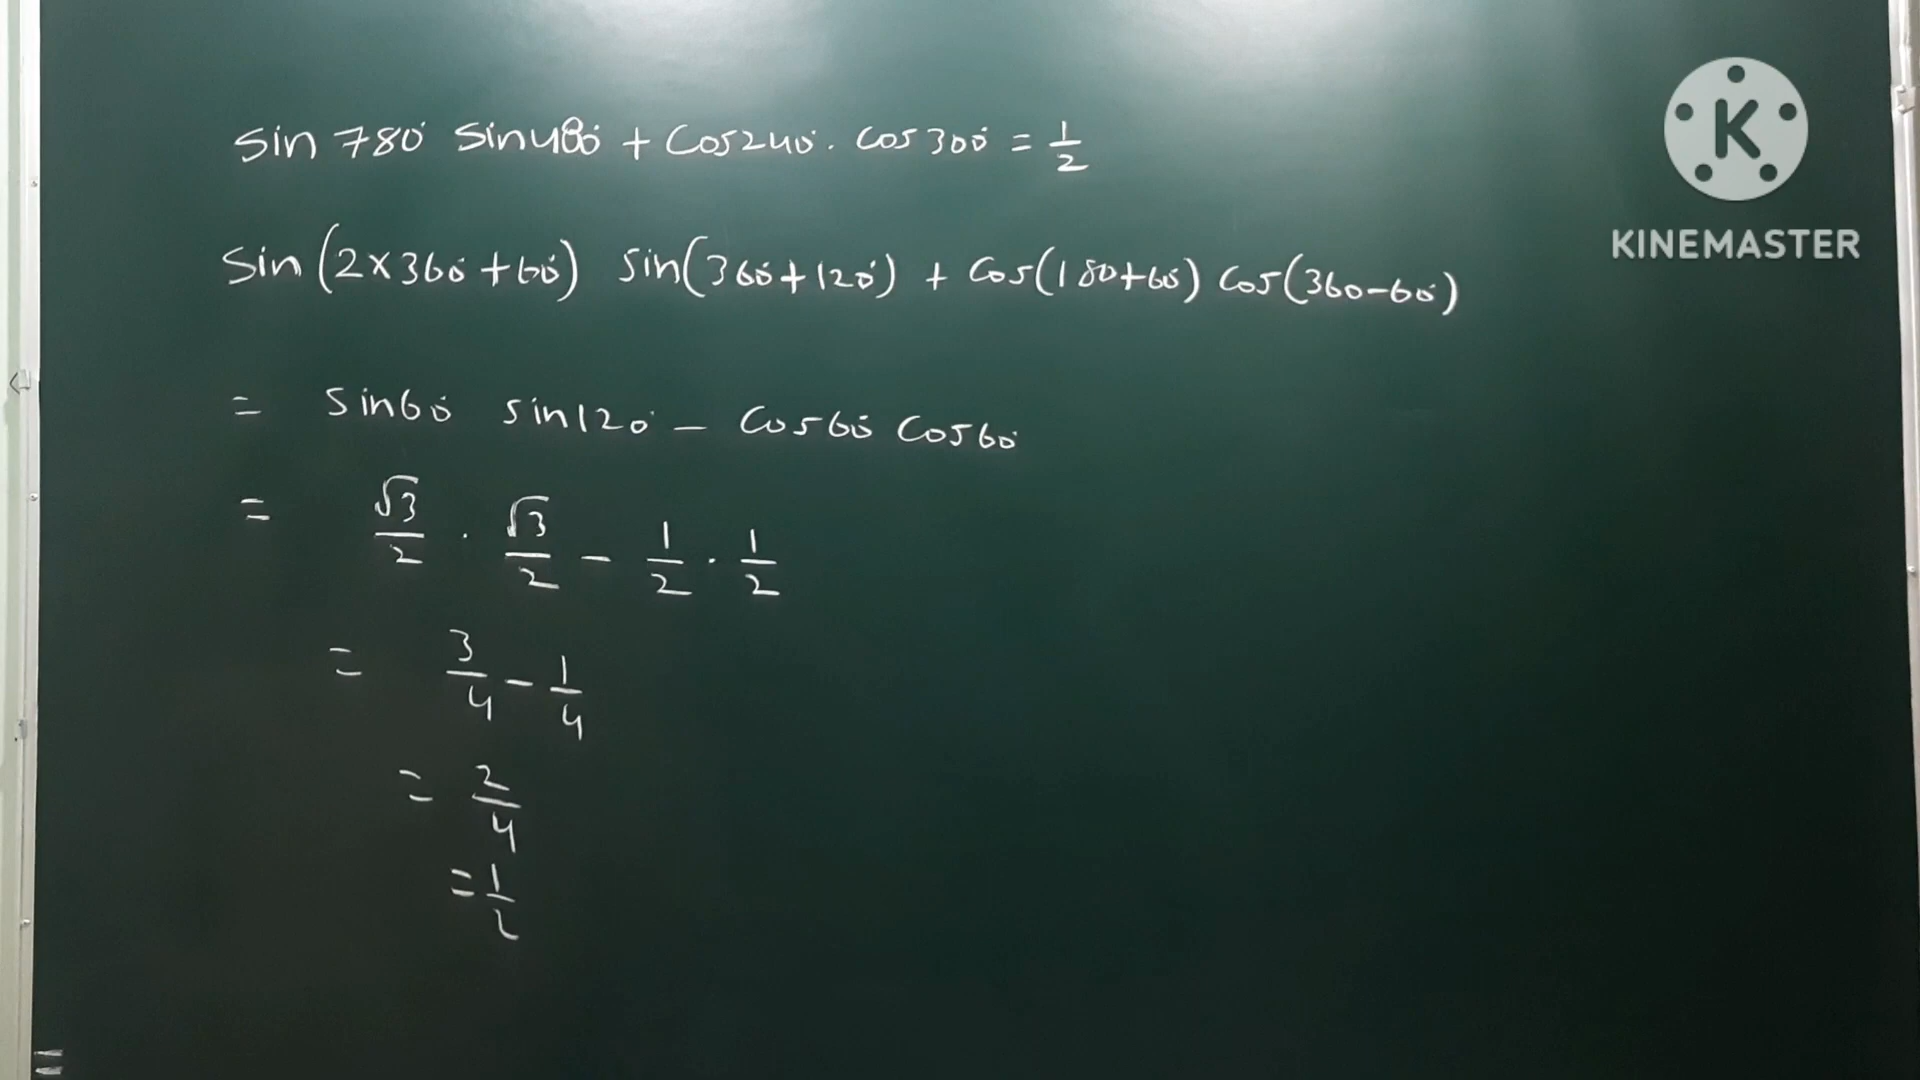 sin 780° sin480° + Cos240°. Cos 300° = 1/2
K
KINEMASTER
sin (2×360°+60°) sin(360°+120°) + Cos(180+60°) Cos(360-60°)
= sin60° sin120° - Cos60° Cos60°
= √3/2 . √3/2 - 1/2 . 1/2
= 3/4 - 1/4
= 2/4
= 1/2
=